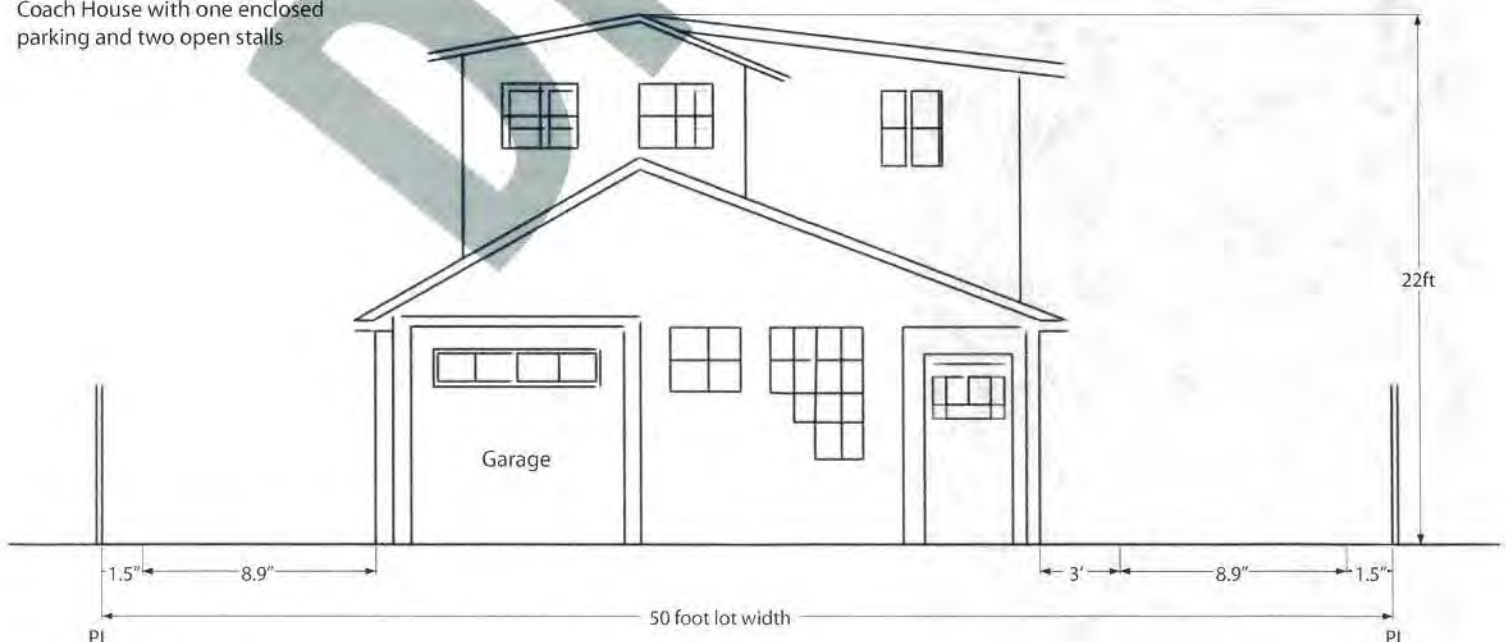 Coach House with one enclosed
parking and two open stalls
22ft
Garage
1.5" 8.9" 3' 8.9" 1.5"
50 foot lot width
PL PL